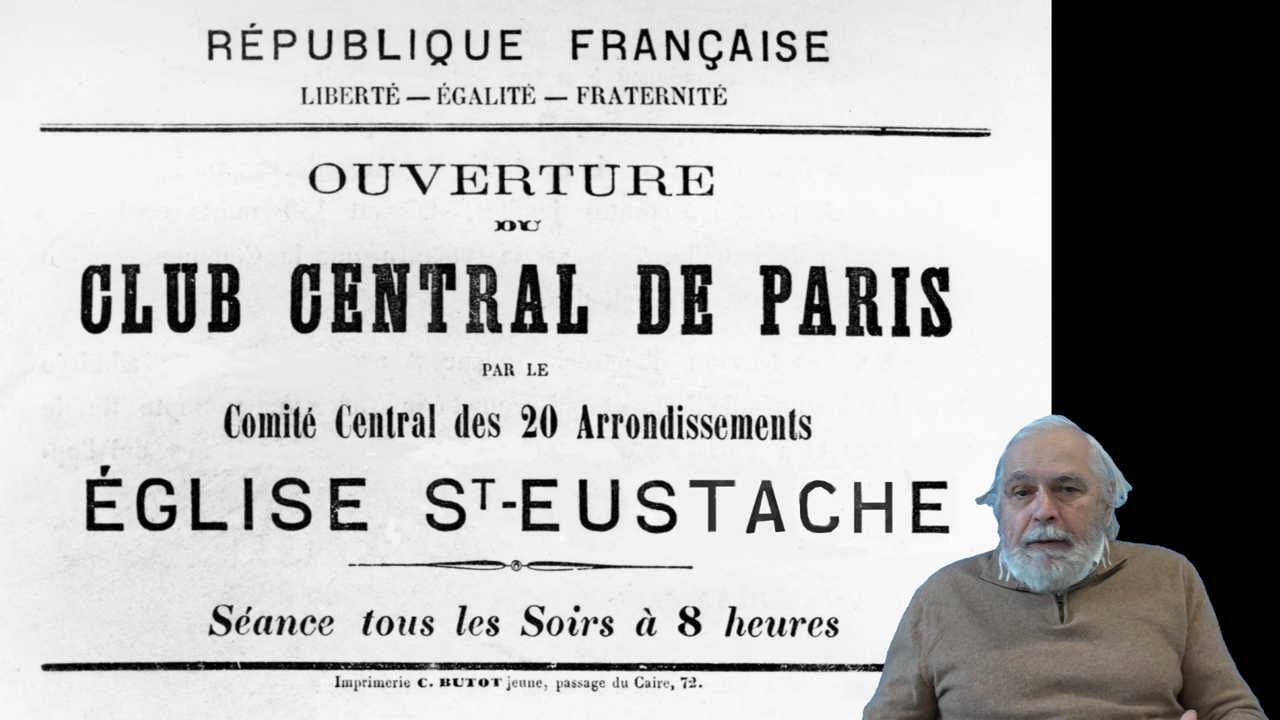 RÉPUBLIQUE FRANÇAISE
LIBERTÉ — ÉGALITÉ — FRATERNITÉ
OUVERTURE
DU
CLUB CENTRAL DE PARIS
PAR LE
Comité Central des 20 Arrondissements
ÉGLISE ST-EUSTACHE
Séance tous les Soirs à 8 heures
Imprimerie C. BUTOT jeune, passage du Caire, 72.